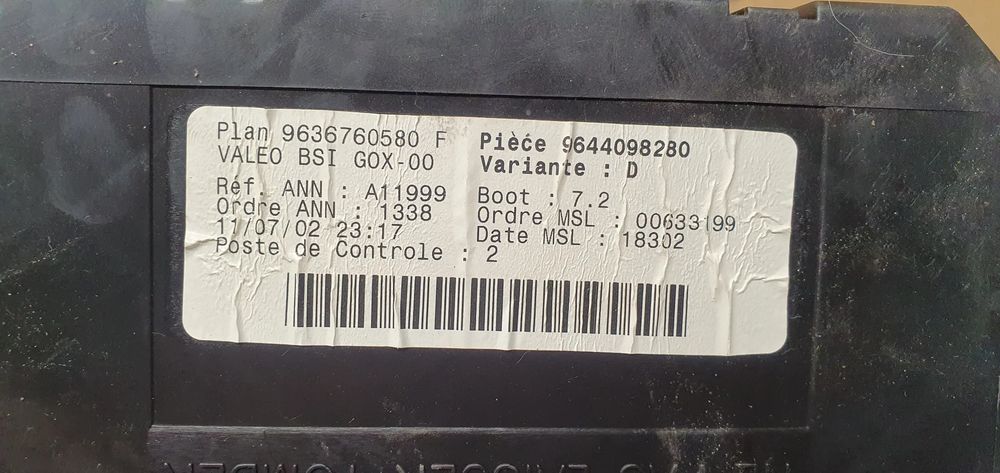 Plan 9636760580 F
VALEO BSI GOX-00
Réf. ANN : A11999
Ordre ANN : 1338
11/07/02 23:17
Poste de Controle : 2
Pièce 9644098280
Variante : D
Boot : 7.2
Ordre MSL : 00633199
Date MSL : 18302